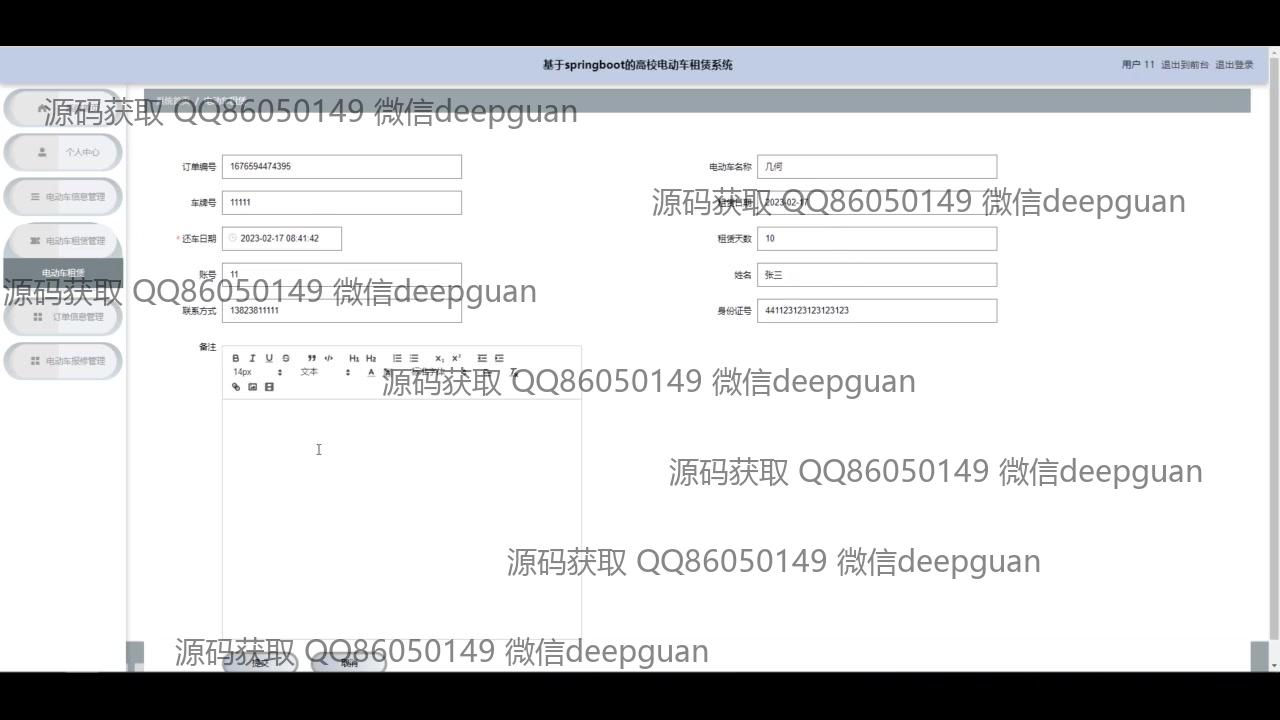 基于springboot的高校电动车租赁系统
用户 11 退出到前台 退出登录
源码获取 QQ86050149 微信deepguan
个人中心
电动车信息管理
电动车租赁管理
电动车租赁
订单信息管理
电动车报修管理
订单编号 1676594474395 电动车名称 几何
车牌号 11111 2023-02-17
源码获取 QQ86050149 微信deepguan
*还车日期 2023-02-17 08:41:42 租赁天数 10
账号 11 姓名 张三
源码获取 QQ86050149 微信deepguan
联系方式 13823811111 身份证号 441123123123123123
备注
B I U S H1 H2 X₁ X²
14px 文本 标准字体
源码获取 QQ86050149 微信deepguan
源码获取 QQ86050149 微信deepguan
源码获取 QQ86050149 微信deepguan
源码获取 QQ86050149 微信deepguan
提交 取消